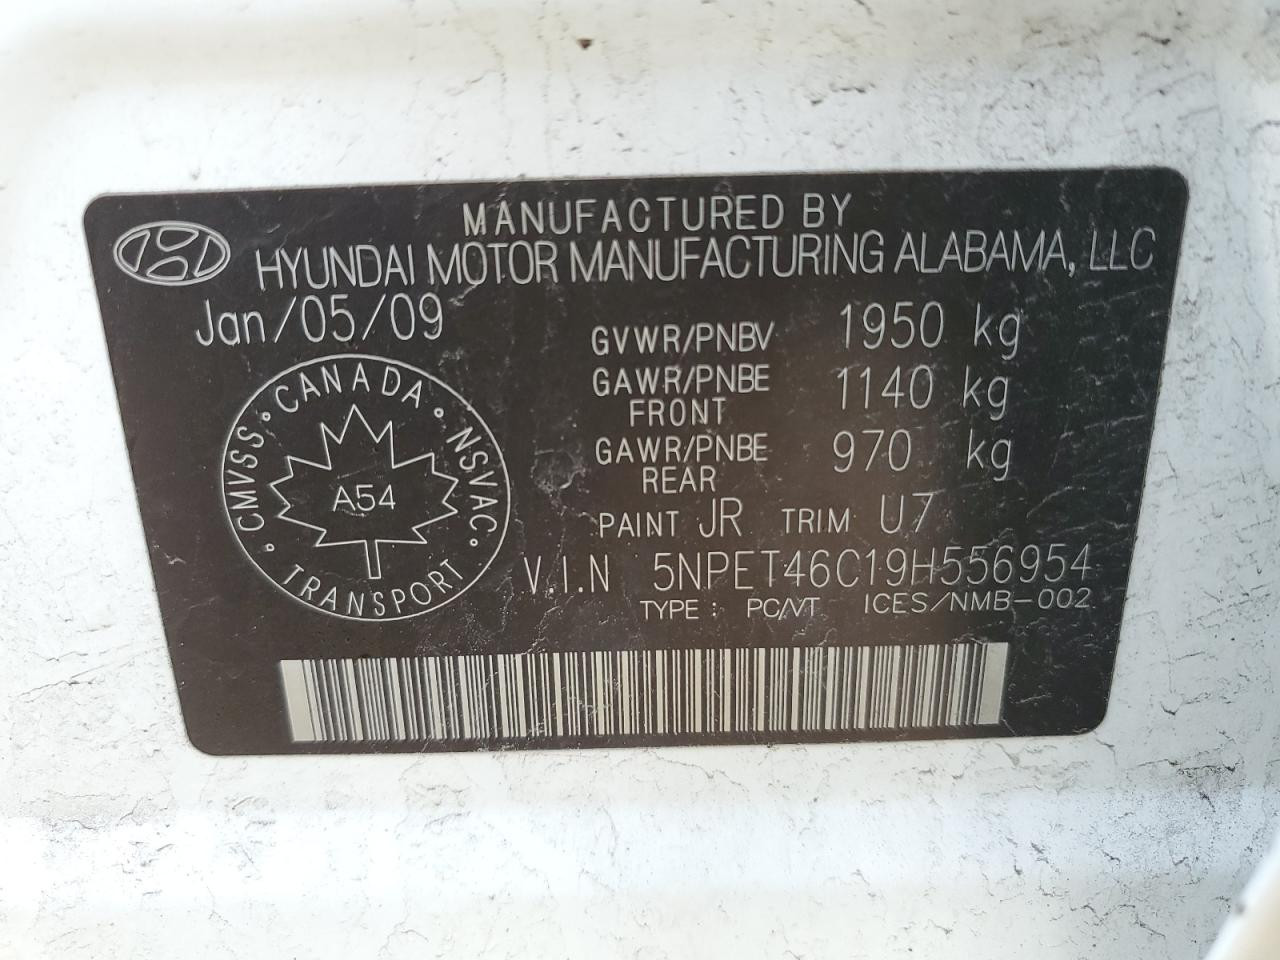 MANUFACTURED BY
HYUNDAI MOTOR MANUFACTURING ALABAMA, LLC
Jan/05/09
GVWR/PNBV 1950 kg
GAWR/PNBE FRONT 1140 kg
GAWR/PNBE REAR 970 kg
PAINT JR TRIM U7
V.I.N 5NPET46C19H556954
TYPE : PC/VT ICES/NMB-002
CANADA · NSVAC · TRANSPORT · CMVSS ·
A54